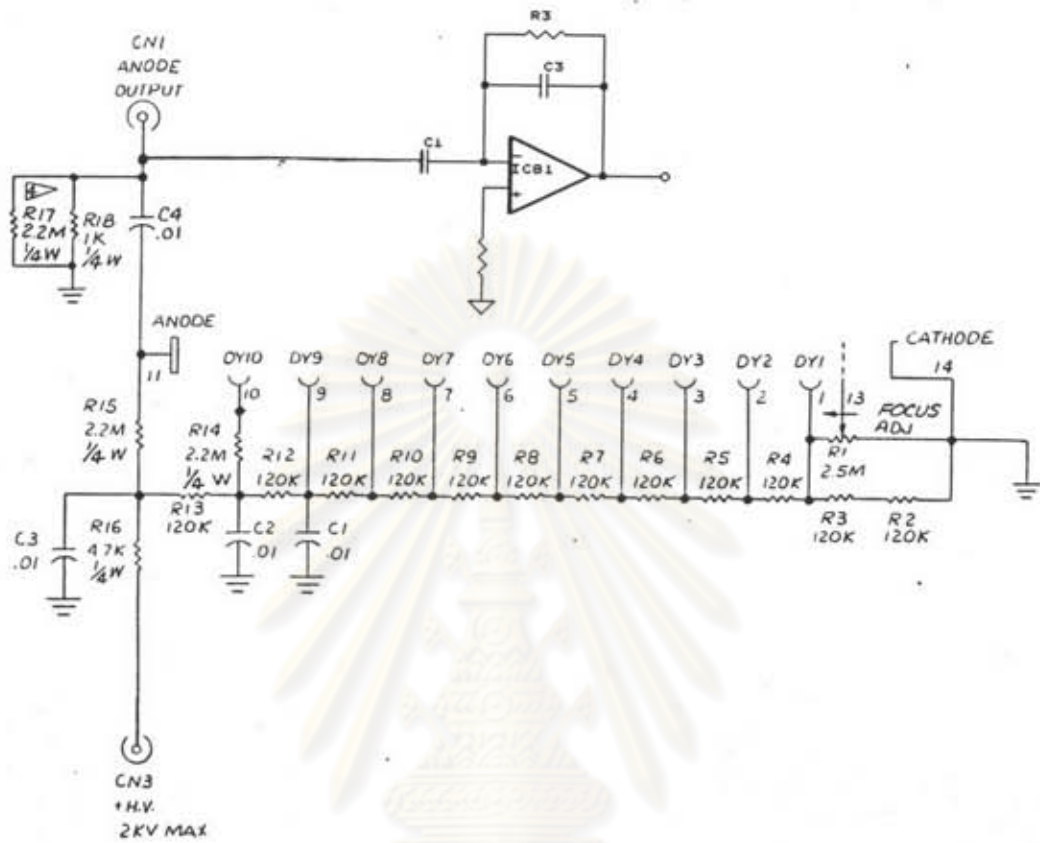 R3
C3
CN1
ANODE
OUTPUT
C1
ICB1
R17
2.2M
¼W
R18
1K
¼W
C4
.01
ANODE
11
DY10
DY9
DY8
DY7
DY6
DY5
DY4
DY3
DY2
DY1
CATHODE
14
10
9
8
7
6
5
4
3
2
1
13
FOCUS
ADJ
R1
2.5M
R15
2.2M
¼W
R14
2.2M
¼W
R12
120K
R11
120K
R10
120K
R9
120K
R8
120K
R7
120K
R6
120K
R5
120K
R4
120K
R13
120K
R3
120K
R2
120K
C3
.01
R16
47K
¼W
C2
.01
C1
.01
CN3
+H.V.
2KV MAX